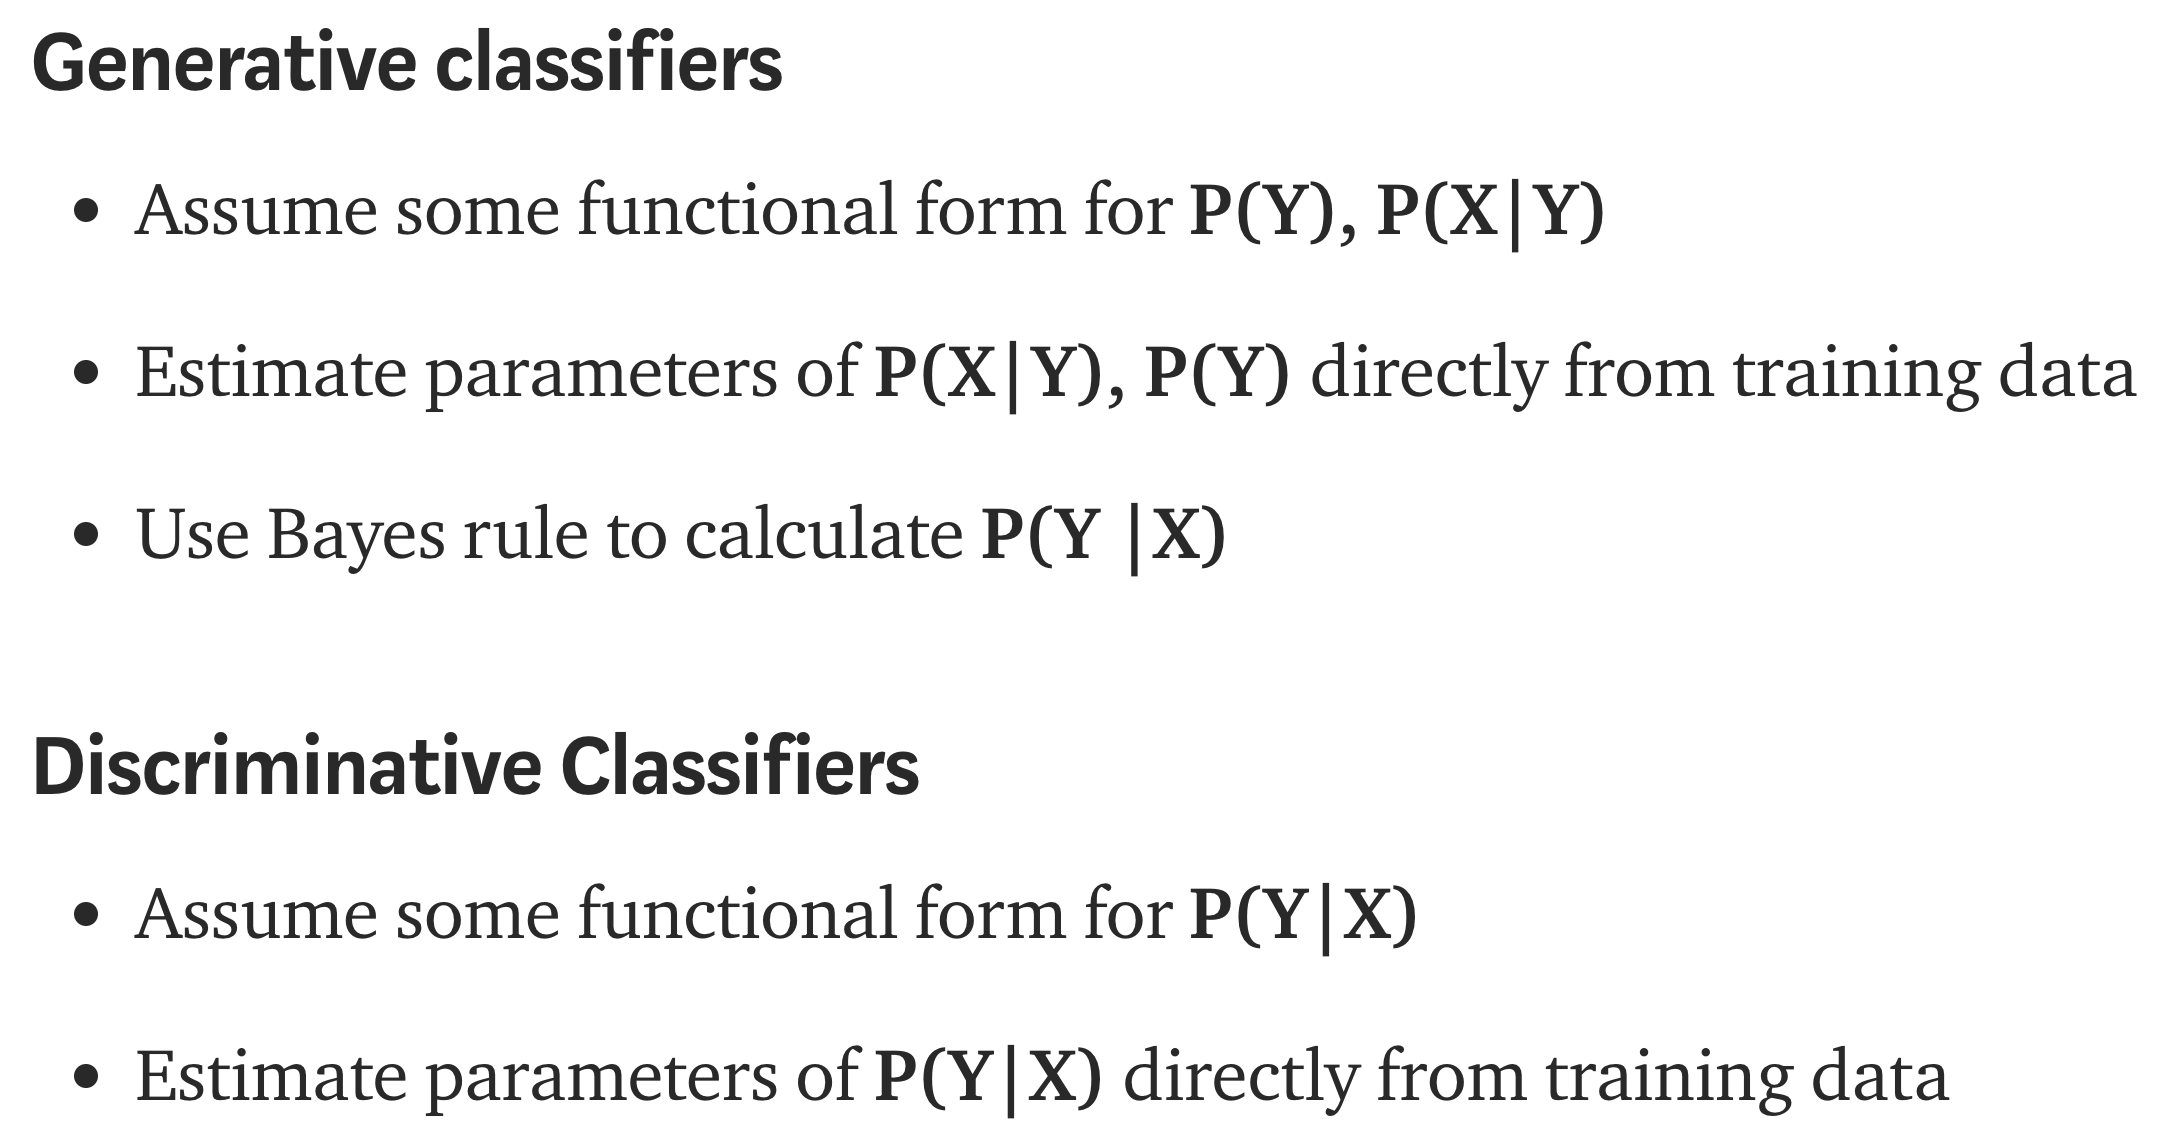 Generative classifiers
• Assume some functional form for P(Y), P(X|Y)
• Estimate parameters of P(X|Y), P(Y) directly from training data
• Use Bayes rule to calculate P(Y |X)
Discriminative Classifiers
• Assume some functional form for P(Y|X)
• Estimate parameters of P(Y|X) directly from training data